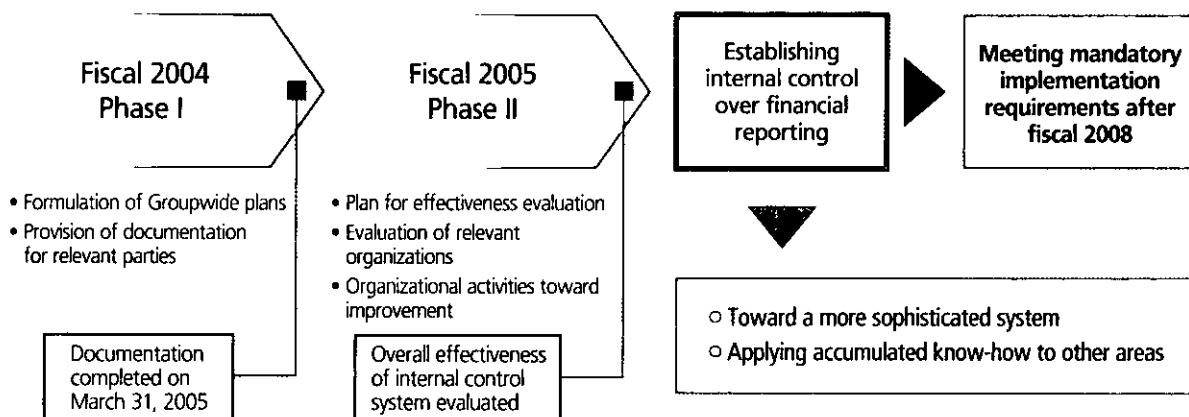 Fiscal 2004
Phase I
• Formulation of Groupwide plans
• Provision of documentation
for relevant parties
Documentation
completed on
March 31, 2005
Fiscal 2005
Phase II
• Plan for effectiveness evaluation
• Evaluation of relevant
organizations
• Organizational activities toward
improvement
Overall effectiveness
of internal control
system evaluated
Establishing
internal control
over financial
reporting
Meeting mandatory
implementation
requirements after
fiscal 2008
○ Toward a more sophisticated system
○ Applying accumulated know-how to other areas